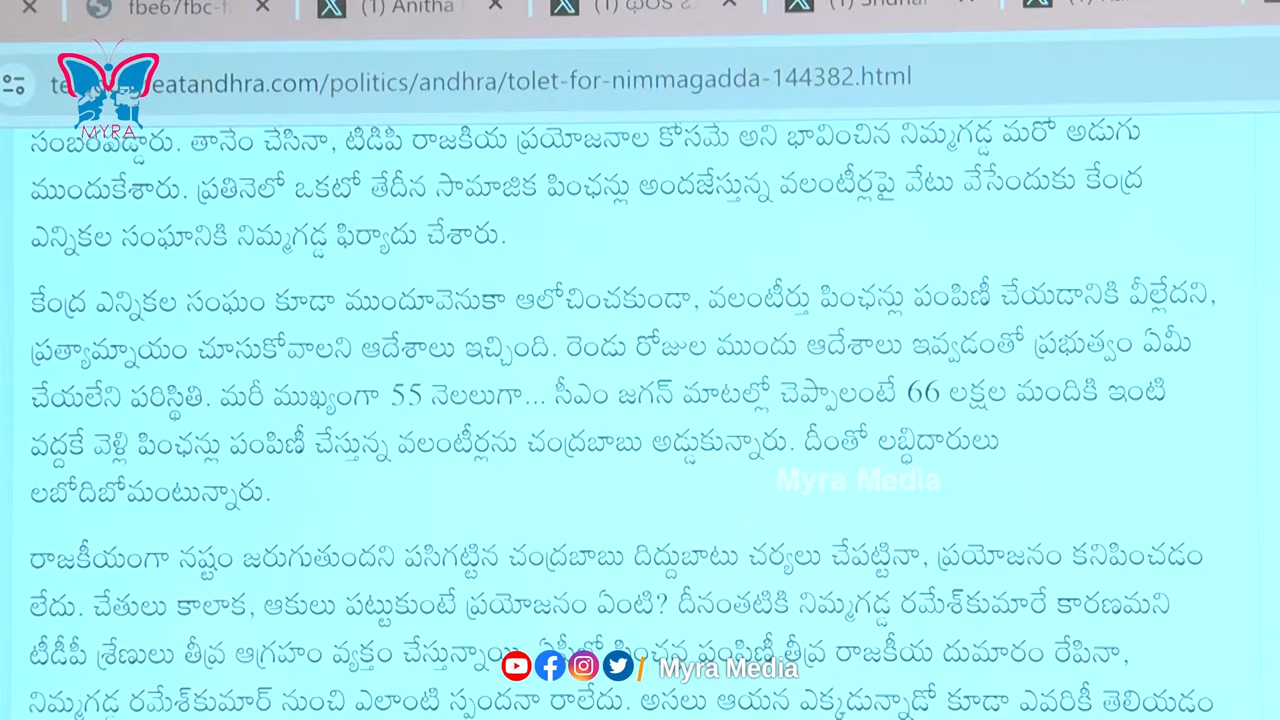 fbe67fbc-f
(1) Anitha
eatandhra.com/politics/andhra/tolet-for-nimmagadda-144382.html
MYRA
సంబరపడ్డారు. తానేం చేసినా, టిడిపి రాజకీయ ప్రయోజనాల కోసమే అని భావించిన నిమ్మగడ్డ మరో అడుగు
ముందుకేశారు. ప్రతినెలో ఒకటో తేదీన సామాజిక పింఛన్లు అందజేస్తున్న వలంటీర్లపై వేటు వేసేందుకు కేంద్ర
ఎన్నికల సంఘానికి నిమ్మగడ్డ ఫిర్యాదు చేశారు.
కేంద్ర ఎన్నికల సంఘం కూడా ముందూవెనుకా ఆలోచించకుండా, వలంటీర్లు పింఛన్లు పంపిణీ చేయడానికి వీల్లేదని,
ప్రత్యామ్నాయం చూసుకోవాలని ఆదేశాలు ఇచ్చింది. రెండు రోజుల ముందు ఆదేశాలు ఇవ్వడంతో ప్రభుత్వం ఏమీ
చేయలేని పరిస్థితి. మరీ ముఖ్యంగా 55 నెలలుగా... సీఎం జగన్ మాటల్లో చెప్పాలంటే 66 లక్షల మందికి ఇంటి
వద్దకే వెళ్లి పింఛన్లు పంపిణీ చేస్తున్న వలంటీర్లను చంద్రబాబు అడ్డుకున్నారు. దీంతో లబ్ధిదారులు
లబోదిబోమంటున్నారు.
Myra Media
రాజకీయంగా నష్టం జరుగుతుందని పసిగట్టిన చంద్రబాబు దిద్దుబాటు చర్యలు చేపట్టినా, ప్రయోజనం కనిపించడం
లేదు. చేతులు కాలాక, ఆకులు పట్టుకుంటే ప్రయోజనం ఏంటి? దీనంతటికి నిమ్మగడ్డ రమేశ్‌కుమారే కారణమని
టీడీపీ శ్రేణులు తీవ్ర ఆగ్రహం వ్యక్తం చేస్తున్నాయి. పంపిణీ తీవ్ర రాజకీయ దుమారం రేపినా,
/ Myra Media
నిమ్మగడ్డ రమేశ్‌కుమార్ నుంచి ఎలాంటి స్పందనా రాలేదు. అసలు ఆయన ఎక్కడున్నాడో కూడా ఎవరికీ తెలియడం